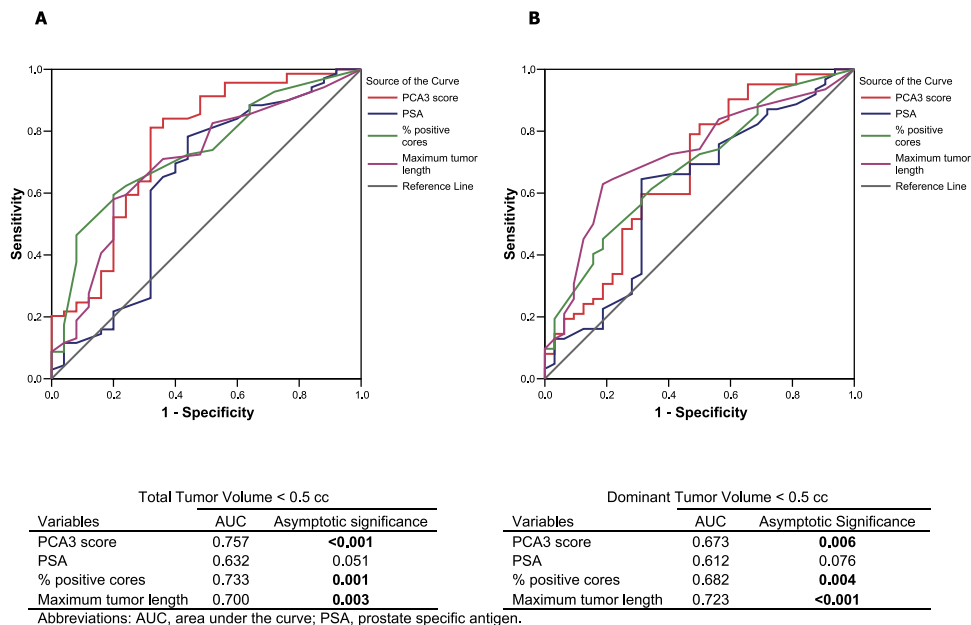 A
B
Source of the Curve
PCA3 score
PSA
% positive
cores
Maximum tumor
length
Reference Line
Sensitivity
1.0
0.8
0.6
0.4
0.2
0.0
0.0 0.2 0.4 0.6 0.8 1.0
1 - Specificity
Source of the Curve
PCA3 score
PSA
% positive
cores
Maximum tumor
length
Reference Line
Sensitivity
1.0
0.8
0.6
0.4
0.2
0.0
0.0 0.2 0.4 0.6 0.8 1.0
1 - Specificity
Total Tumor Volume < 0.5 cc
Variables AUC Asymptotic significance
PCA3 score 0.757 <0.001
PSA 0.632 0.051
% positive cores 0.733 0.001
Maximum tumor length 0.700 0.003
Dominant Tumor Volume < 0.5 cc
Variables AUC Asymptotic Significance
PCA3 score 0.673 0.006
PSA 0.612 0.076
% positive cores 0.682 0.004
Maximum tumor length 0.723 <0.001
Abbreviations: AUC, area under the curve; PSA, prostate specific antigen.